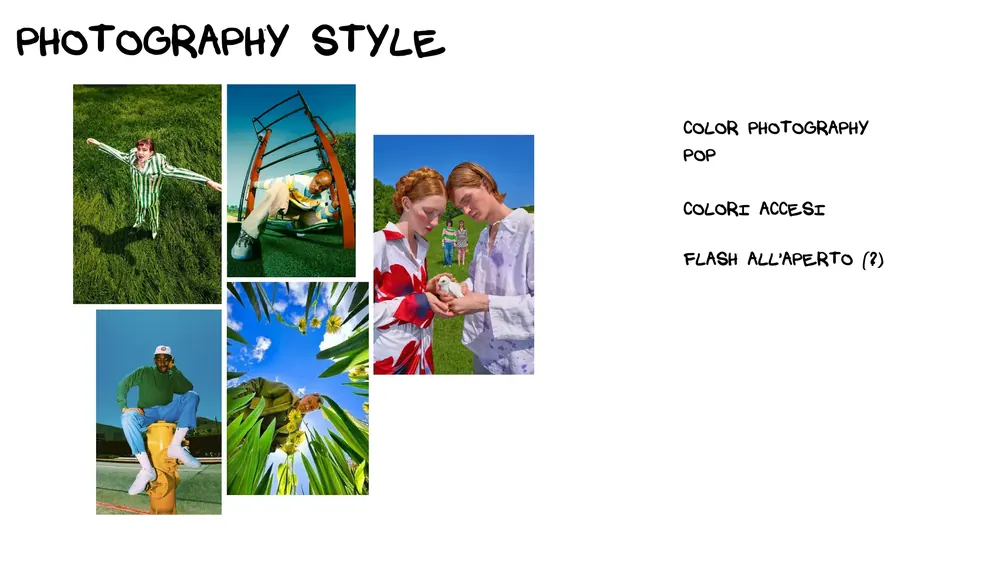 PHOTOGRAPHY STYLE
COLOR PHOTOGRAPHY
POP
COLORI ACCESI
FLASH ALL'APERTO (?)